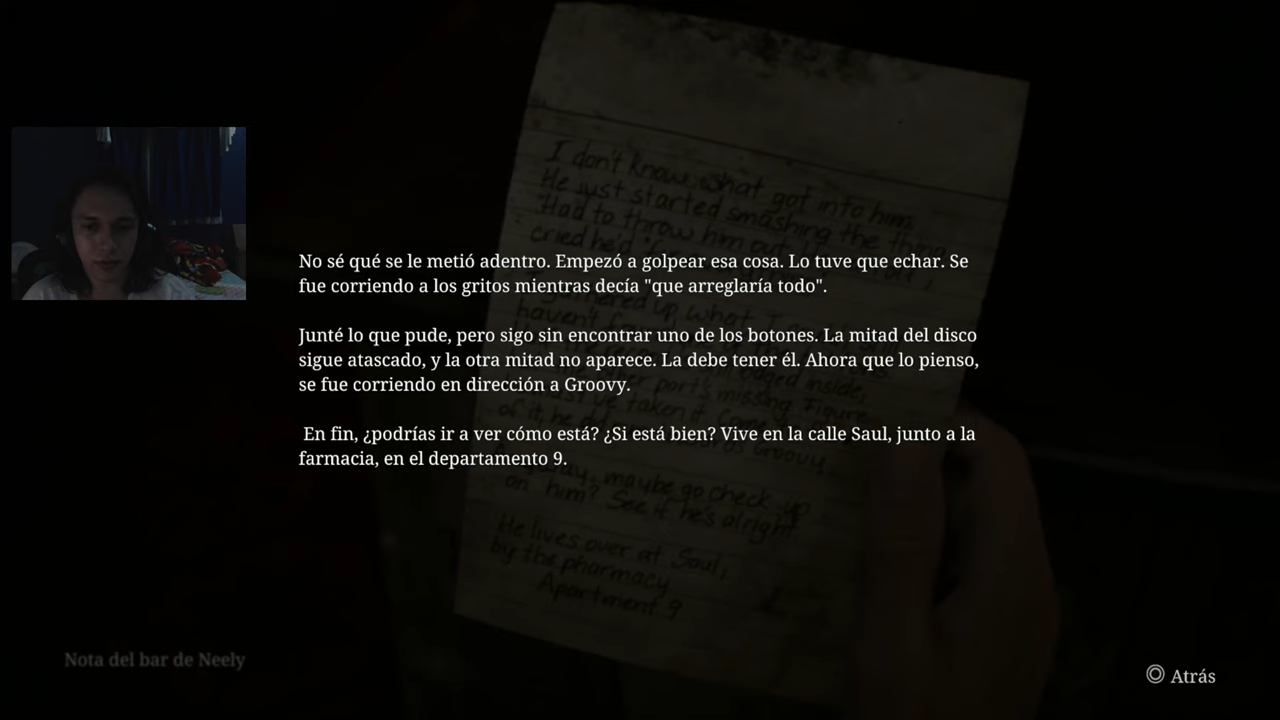 I don't know what got into him.
He just started smashing the thing.
Had to throw him out.
cried he'd
No sé qué se le metió adentro. Empezó a golpear esa cosa. Lo tuve que echar. Se
fue corriendo a los gritos mientras decía "que arreglaría todo".
Junté lo que pude, pero sigo sin encontrar uno de los botones. La mitad del disco
sigue atascado, y la otra mitad no aparece. La debe tener él. Ahora que lo pienso,
se fue corriendo en dirección a Groovy.
En fin, ¿podrías ir a ver cómo está? ¿Si está bien? Vive en la calle Saul, junto a la
farmacia, en el departamento 9.
maybe go check up
on him? See if he's alright
He lives over at Saul,
by the pharmacy
Apartment 9
Nota del bar de Neely
Atrás